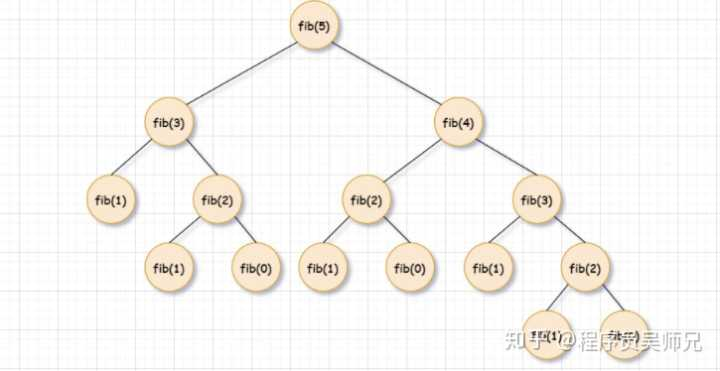 fib(5)
fib(3)
fib(4)
fib(1)
fib(2)
fib(2)
fib(3)
fib(1)
fib(0)
fib(1)
fib(0)
fib(1)
fib(2)
fib(1)
知乎 @程序员吴师兄